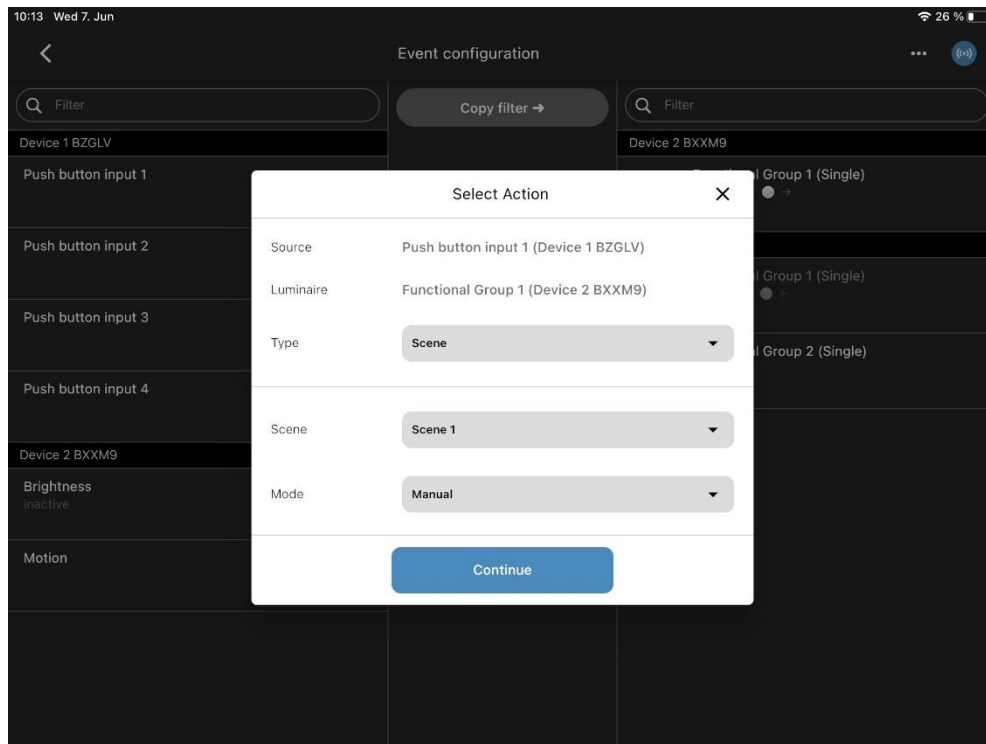 10:13 Wed 7. Jun
26 %
Event configuration
Filter
Copy filter →
Filter
Device 1 BZGLV
Device 2 BXXM9
Push button input 1
l Group 1 (Single)
Push button input 2
Push button input 3
l Group 1 (Single)
Push button input 4
l Group 2 (Single)
Device 2 BXXM9
Brightness
inactive
Motion
Select Action
Source Push button input 1 (Device 1 BZGLV)
Luminaire Functional Group 1 (Device 2 BXXM9)
Type Scene
Scene Scene 1
Mode Manual
Continue